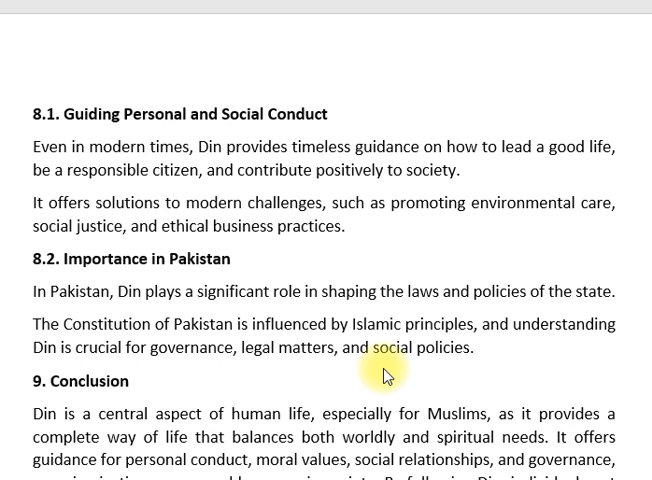 8.1. Guiding Personal and Social Conduct
Even in modern times, Din provides timeless guidance on how to lead a good life,
be a responsible citizen, and contribute positively to society.
It offers solutions to modern challenges, such as promoting environmental care,
social justice, and ethical business practices.
8.2. Importance in Pakistan
In Pakistan, Din plays a significant role in shaping the laws and policies of the state.
The Constitution of Pakistan is influenced by Islamic principles, and understanding
Din is crucial for governance, legal matters, and social policies.
9. Conclusion
Din is a central aspect of human life, especially for Muslims, as it provides a
complete way of life that balances both worldly and spiritual needs. It offers
guidance for personal conduct, moral values, social relationships, and governance,